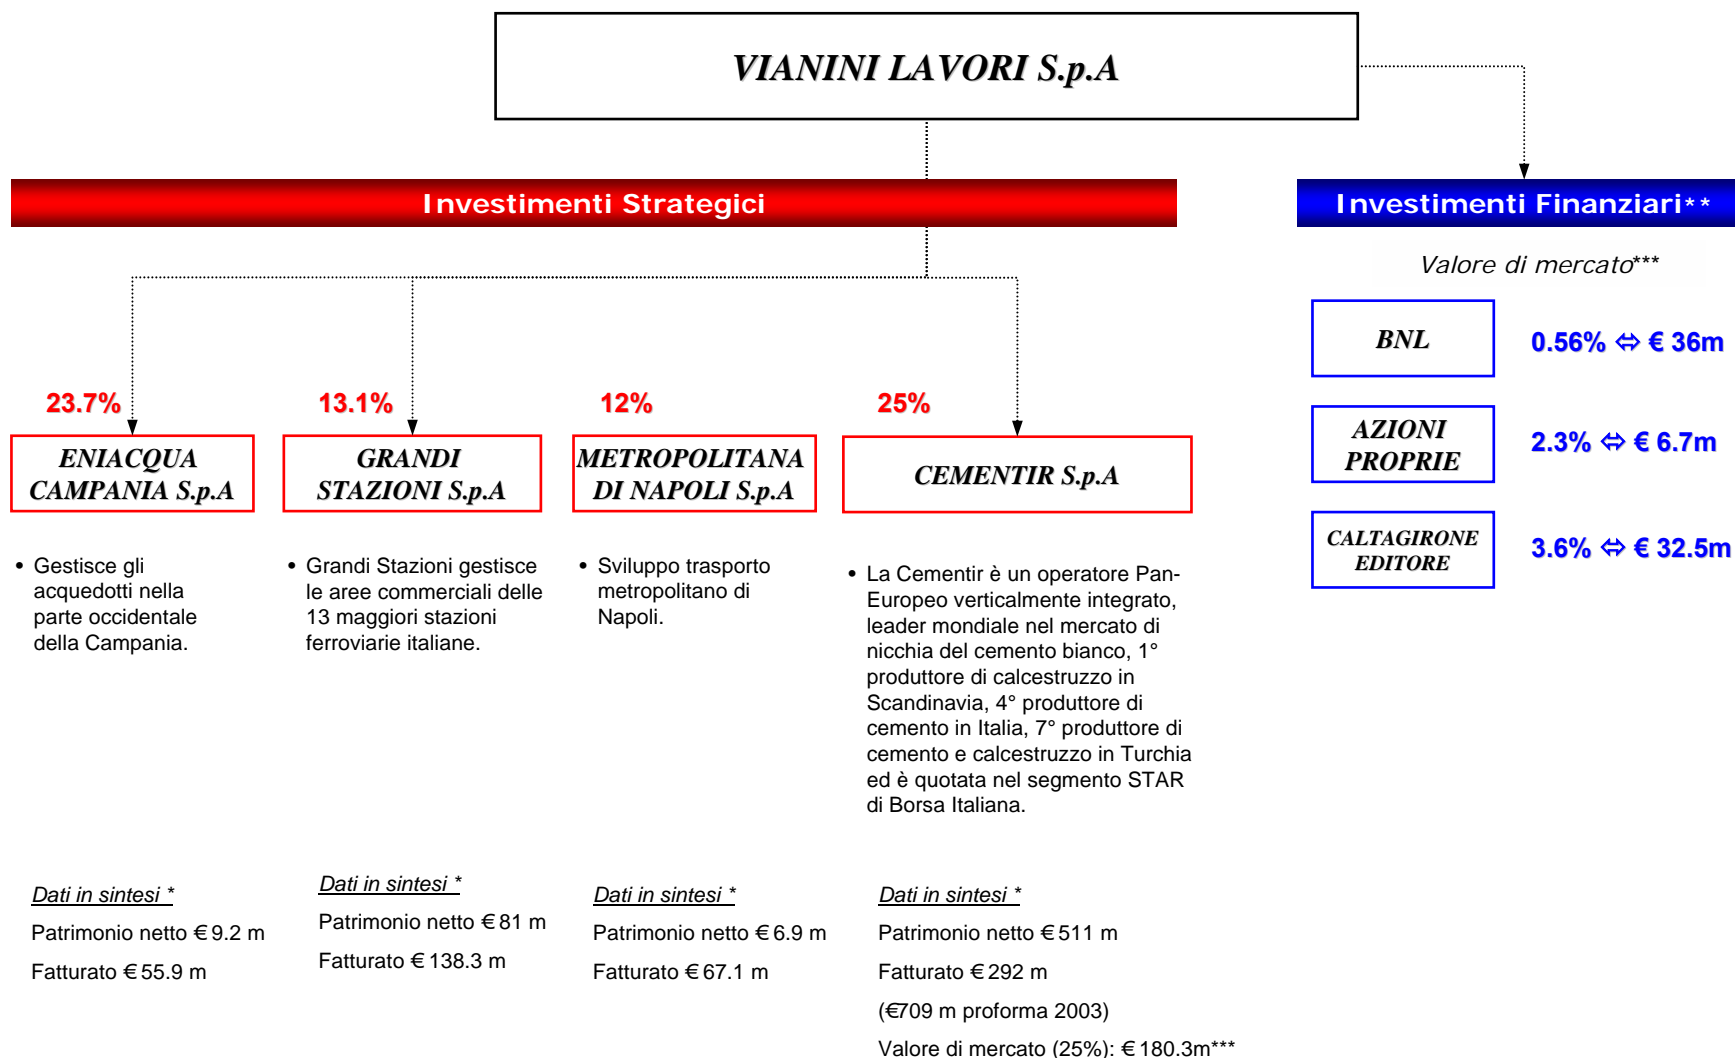 VIANINI LAVORI S.p.A
Investimenti Strategici
Investimenti Finanziari**
Valore di mercato***
23.7%
ENIACQUA
CAMPANIA S.p.A
• Gestisce gli
acquedotti nella
parte occidentale
della Campania.
Dati in sintesi *
Patrimonio netto € 9.2 m
Fatturato € 55.9 m
13.1%
GRANDI
STAZIONI S.p.A
• Grandi Stazioni gestisce
le aree commerciali delle
13 maggiori stazioni
ferroviarie italiane.
Dati in sintesi *
Patrimonio netto € 81 m
Fatturato € 138.3 m
12%
METROPOLITANA
DI NAPOLI S.p.A
• Sviluppo trasporto
metropolitano di
Napoli.
Dati in sintesi *
Patrimonio netto € 6.9 m
Fatturato € 67.1 m
25%
CEMENTIR S.p.A
• La Cementir è un operatore Pan-
Europeo verticalmente integrato,
leader mondiale nel mercato di
nicchia del cemento bianco, 1°
produttore di calcestruzzo in
Scandinavia, 4° produttore di
cemento in Italia, 7° produttore di
cemento e calcestruzzo in Turchia
ed è quotata nel segmento STAR
di Borsa Italiana.
Dati in sintesi *
Patrimonio netto € 511 m
Fatturato € 292 m
(€709 m proforma 2003)
Valore di mercato (25%): € 180.3m***
BNL
0.56% ⇔ € 36m
AZIONI
PROPRIE
2.3% ⇔ € 6.7m
CALTAGIRONE
EDITORE
3.6% ⇔ € 32.5m